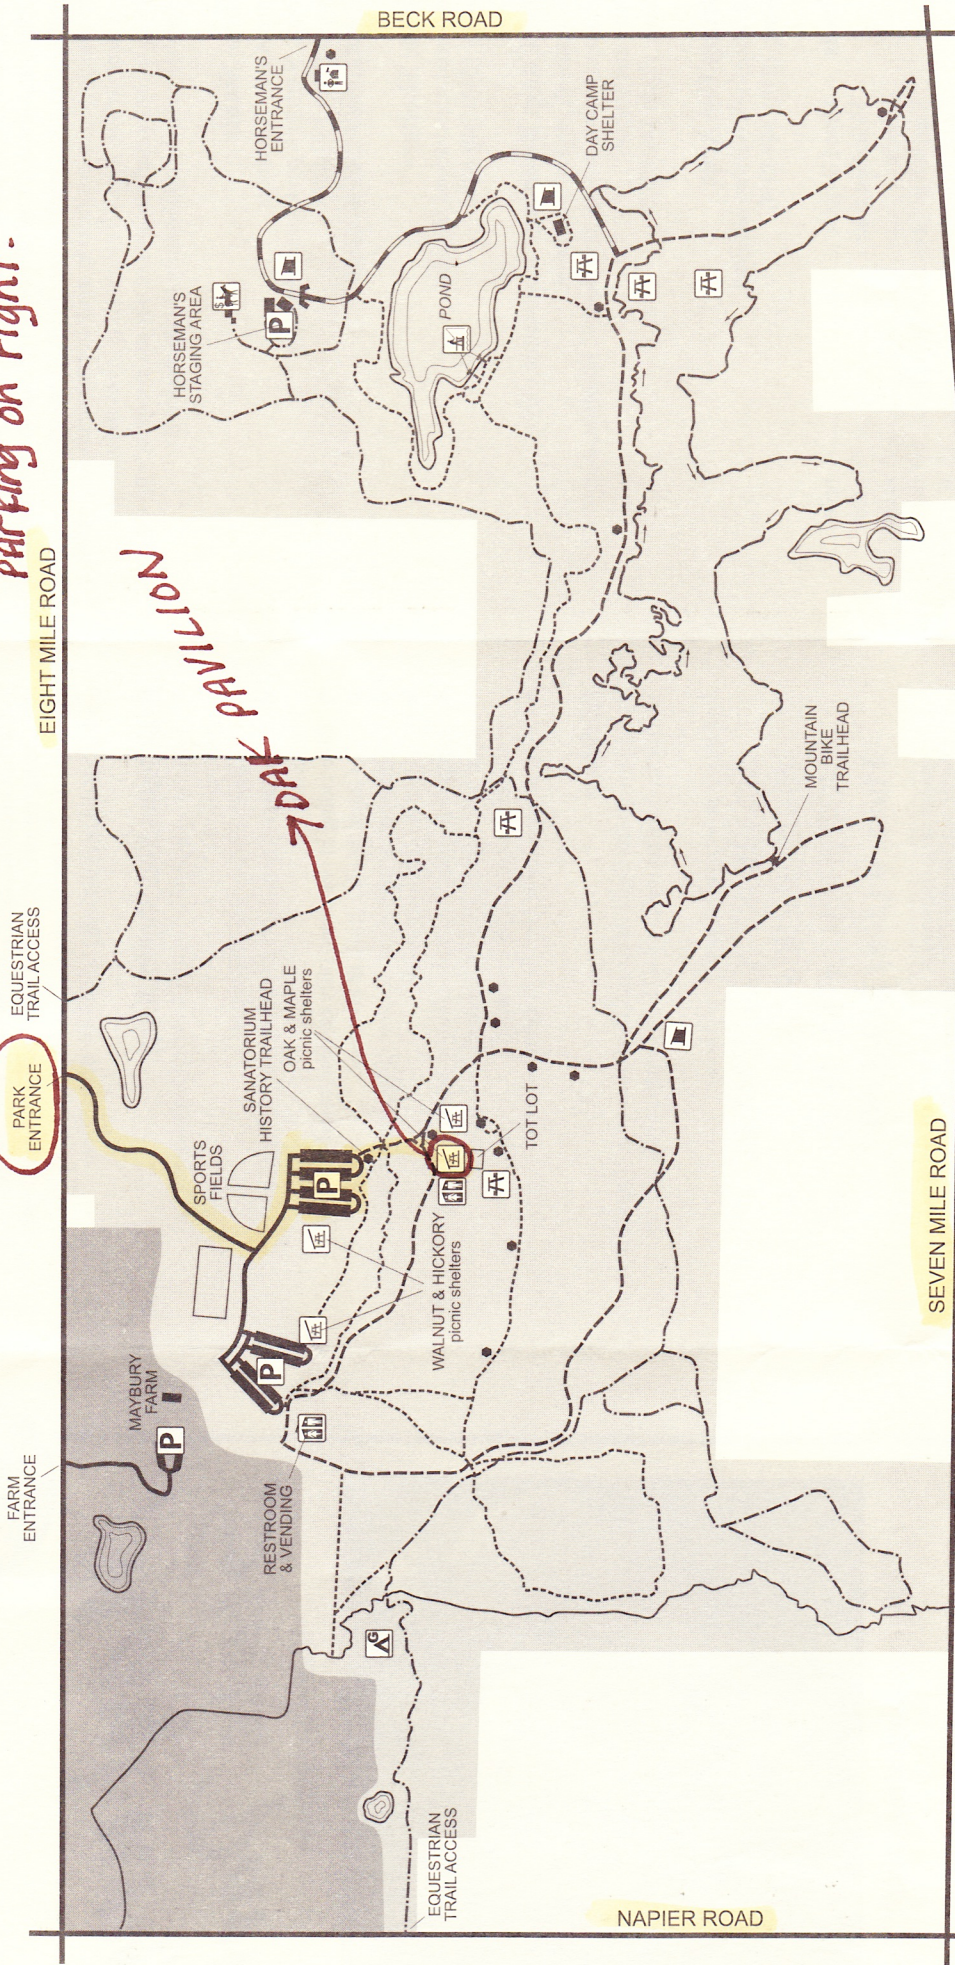 BECK ROAD
parking on right.
HORSEMAN'S
ENTRANCE
DAY CAMP
SHELTER
HORSEMAN'S
STAGING AREA
P
POND
EIGHT MILE ROAD
OAK PAVILION
MOUNTAIN
BIKE
TRAILHEAD
EQUESTRIAN
TRAIL ACCESS
PARK
ENTRANCE
SANATORIUM
HISTORY TRAILHEAD
OAK & MAPLE
picnic shelters
SPORTS
FIELDS
P
TOT LOT
WALNUT & HICKORY
picnic shelters
SEVEN MILE ROAD
MAYBURY
FARM
P
P
FARM
ENTRANCE
RESTROOM
& VENDING
G
EQUESTRIAN
TRAIL ACCESS
NAPIER ROAD